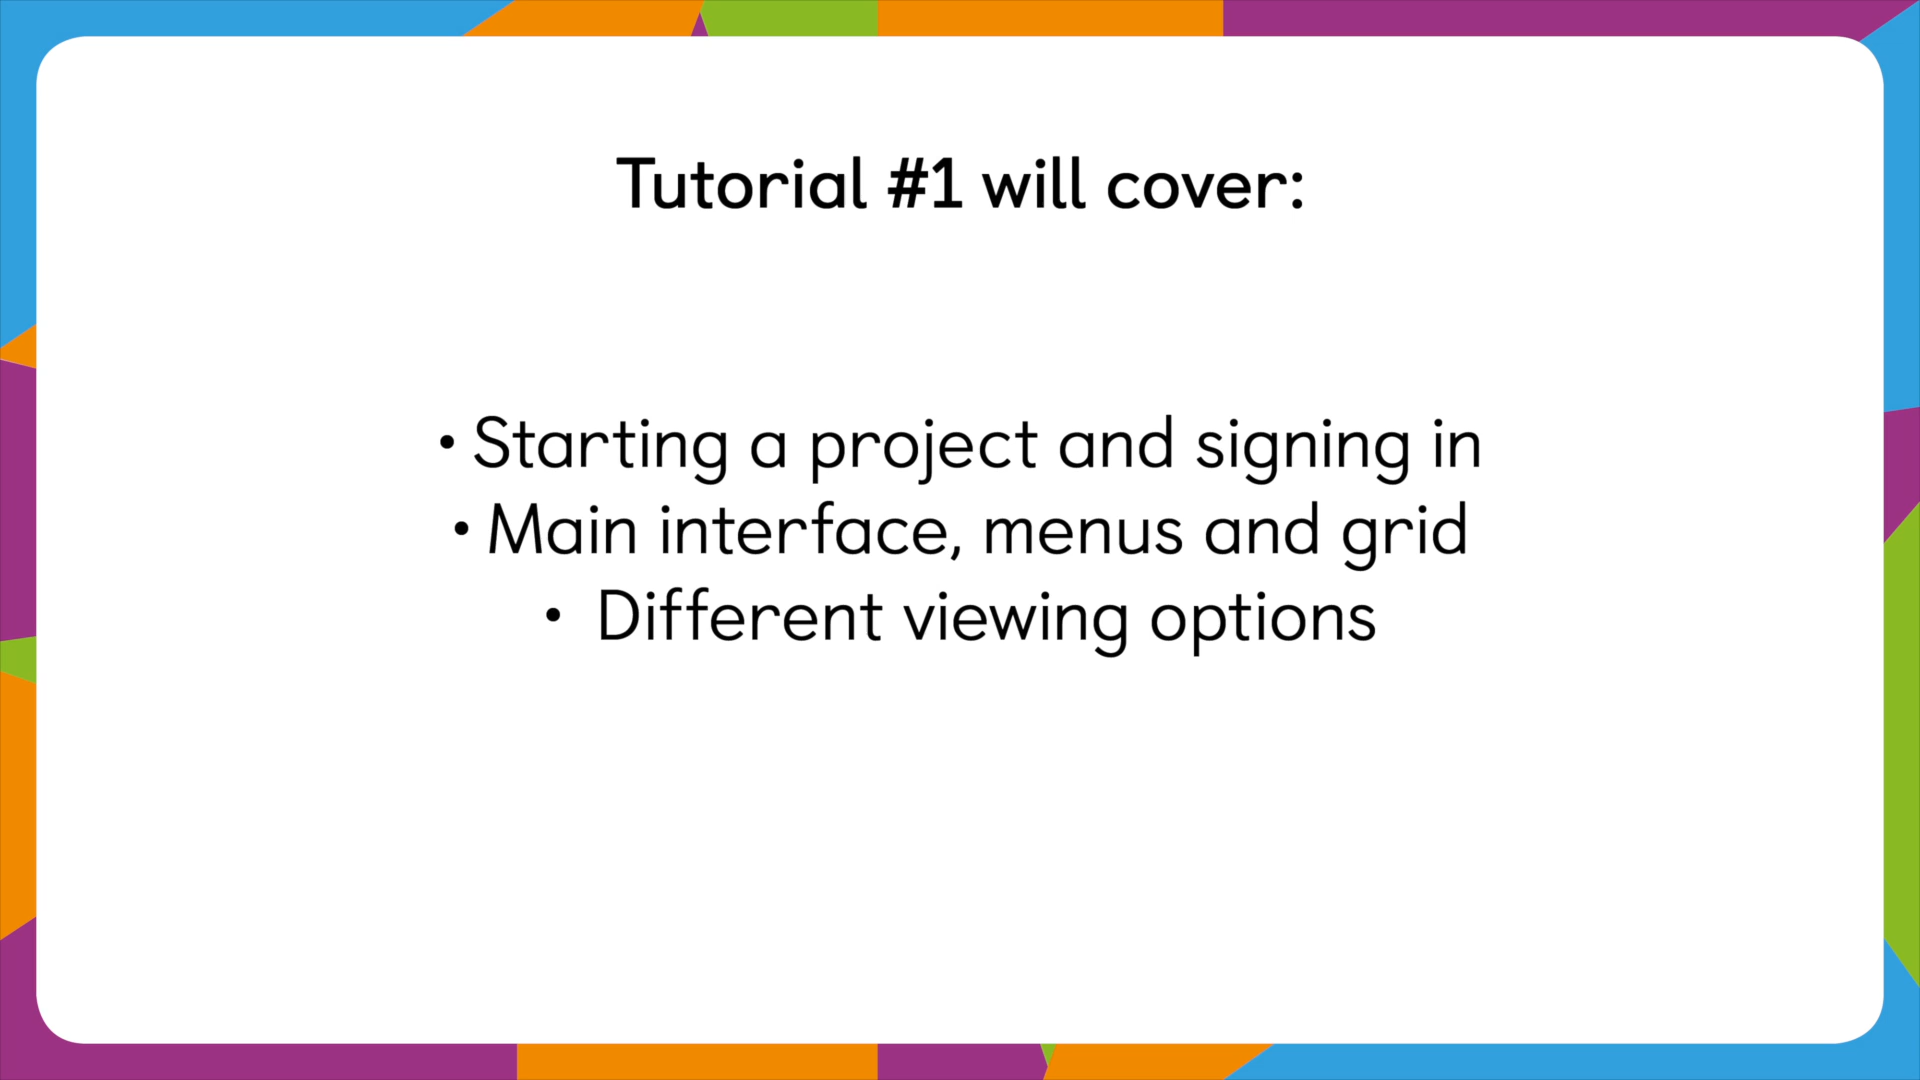 Tutorial #1 will cover:
• Starting a project and signing in
• Main interface, menus and grid
• Different viewing options